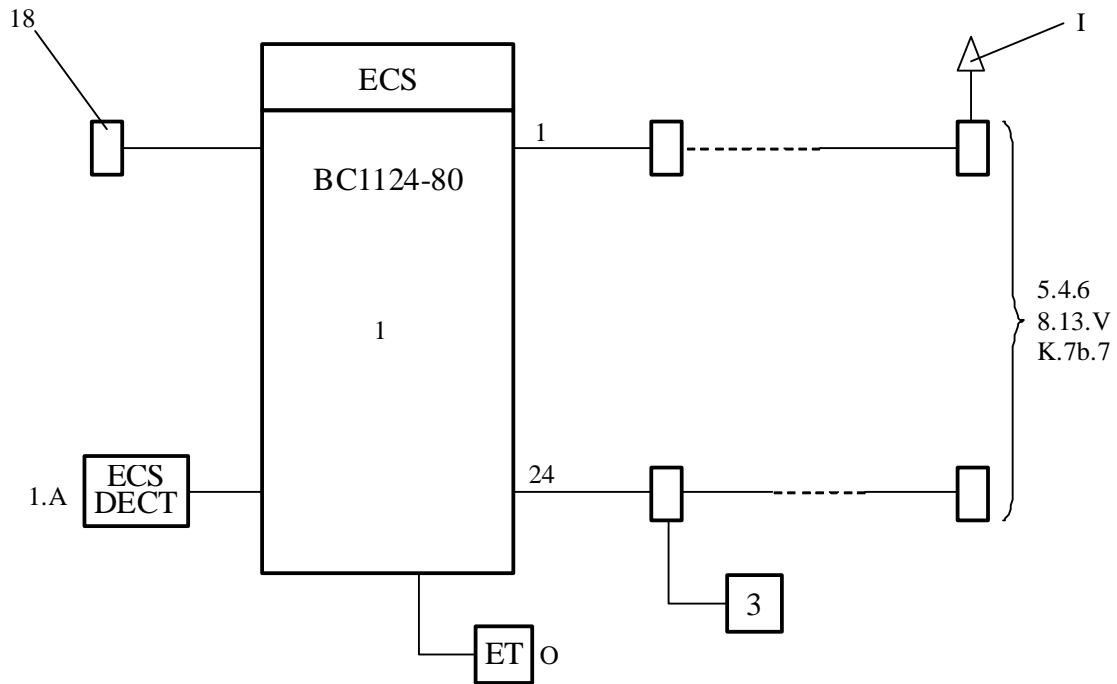 18
I
ECS
1
BC1124-80
5.4.6
8.13.V
K.7b.7
1
ECS
DECT
1.A
24
3
ET
O